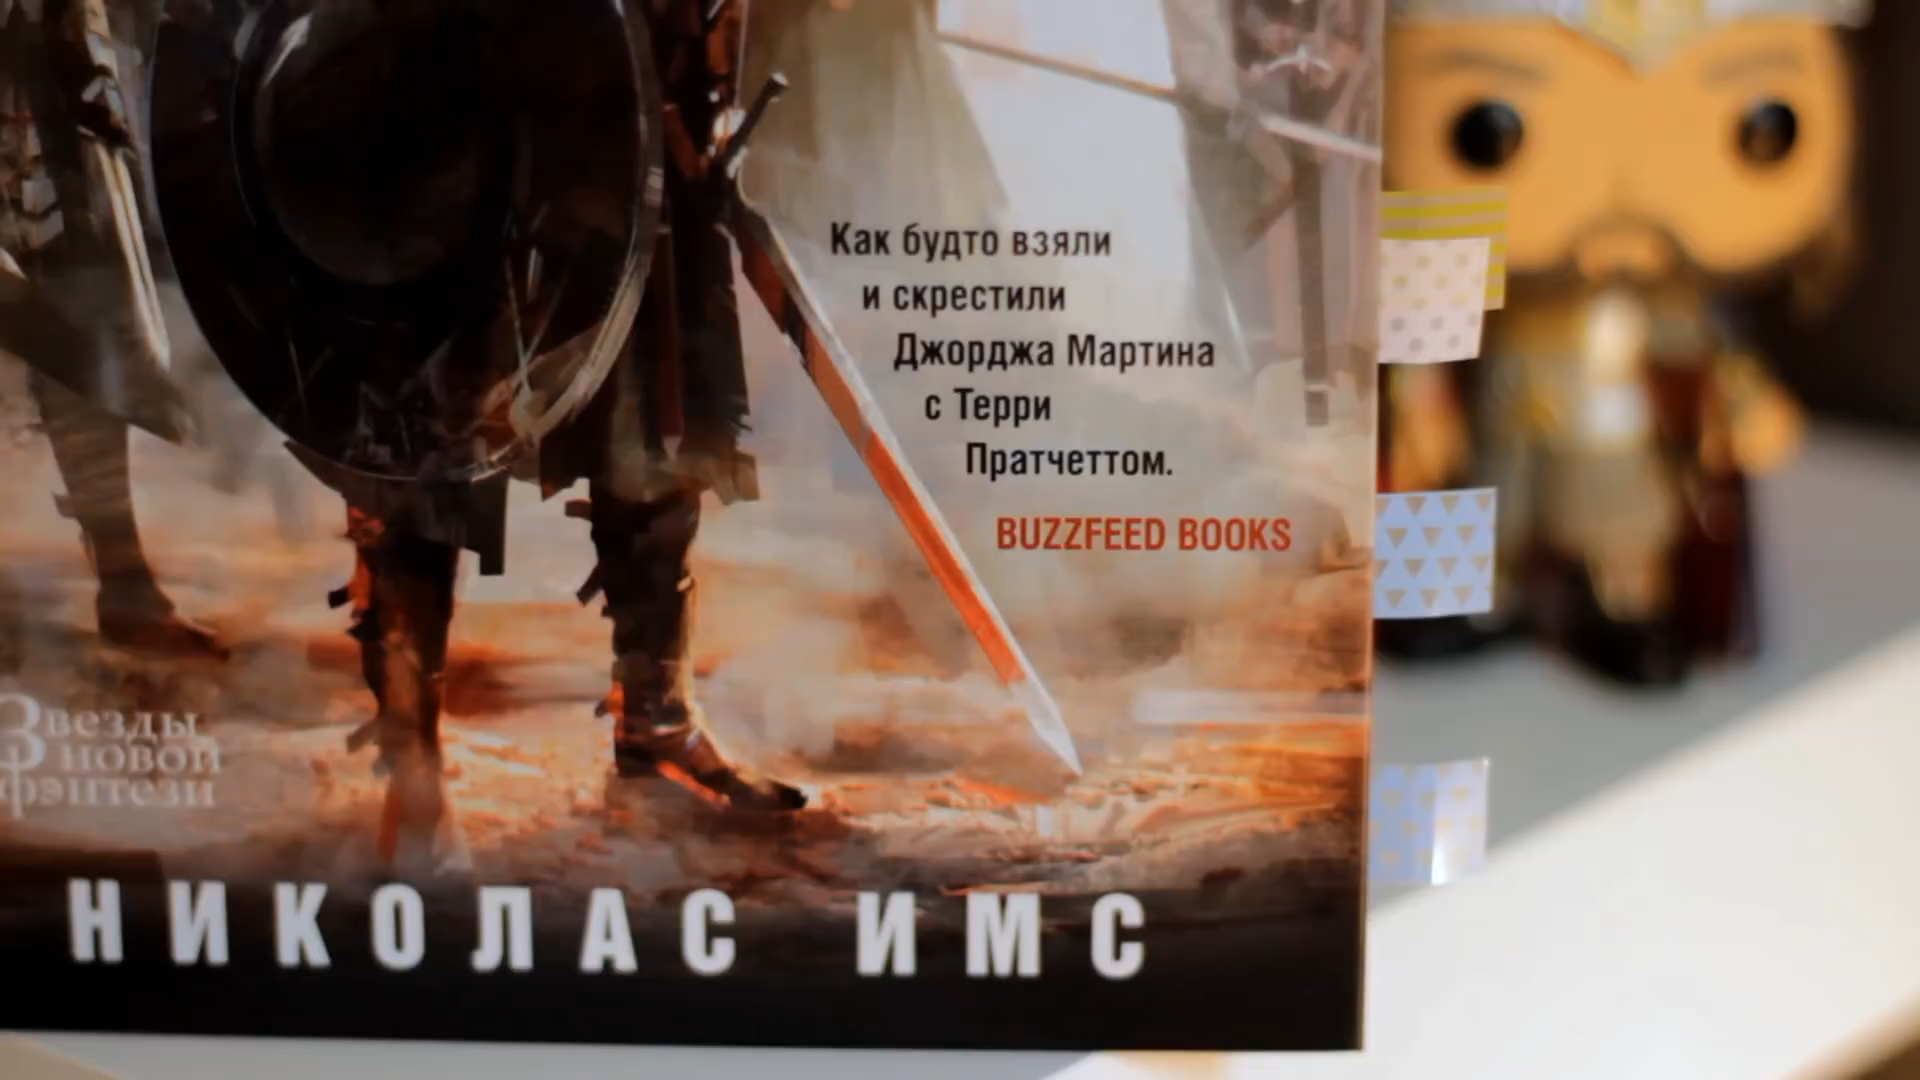 Как будто взяли
и скрестили
Джорджа Мартина
с Терри
Пратчеттом.
BUZZFEED BOOKS
Звезды
новой
фэнтези
НИКОЛАС ИМС